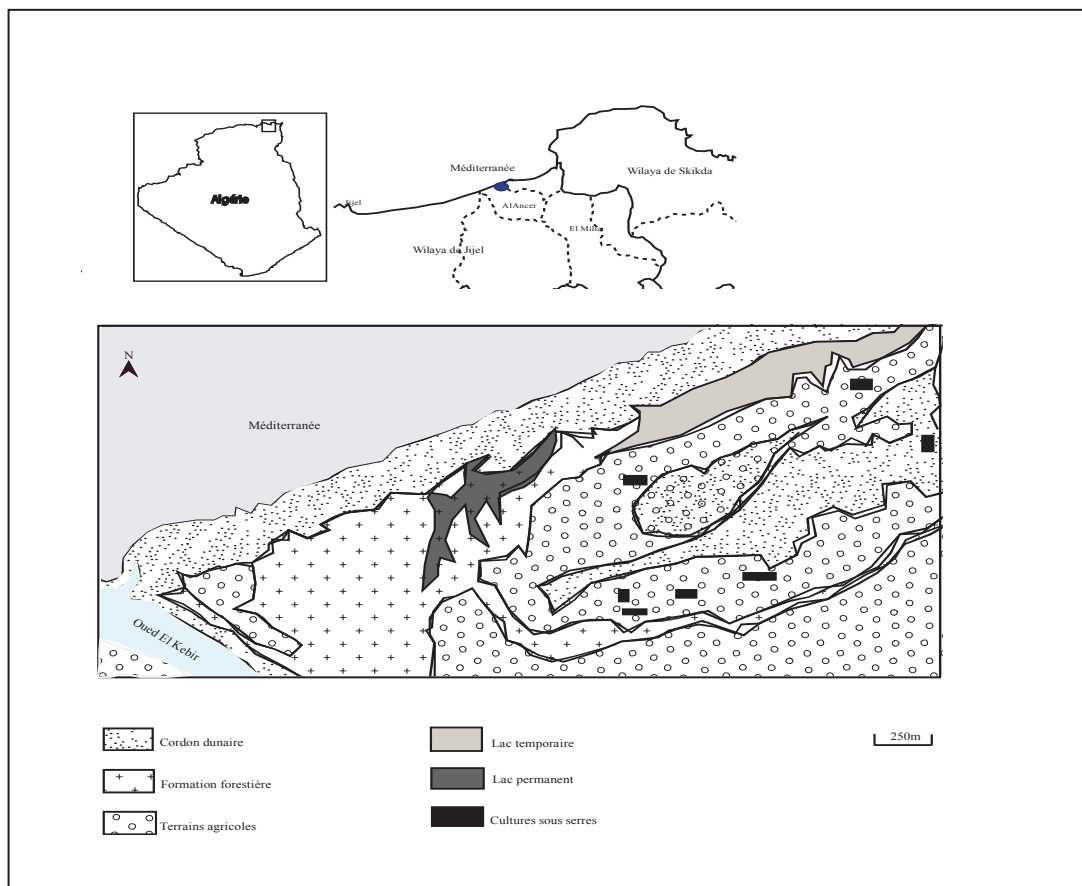 Algérie
Méditerranée
Wilaya de Skikda
Jijel
AlAncer
El Milia
Wilaya de Jijel
N
Méditerranée
Oued El Kebir
Cordon dunaire
Lac temporaire
250m
Formation forestière
Lac permanent
Terrains agricoles
Cultures sous serres